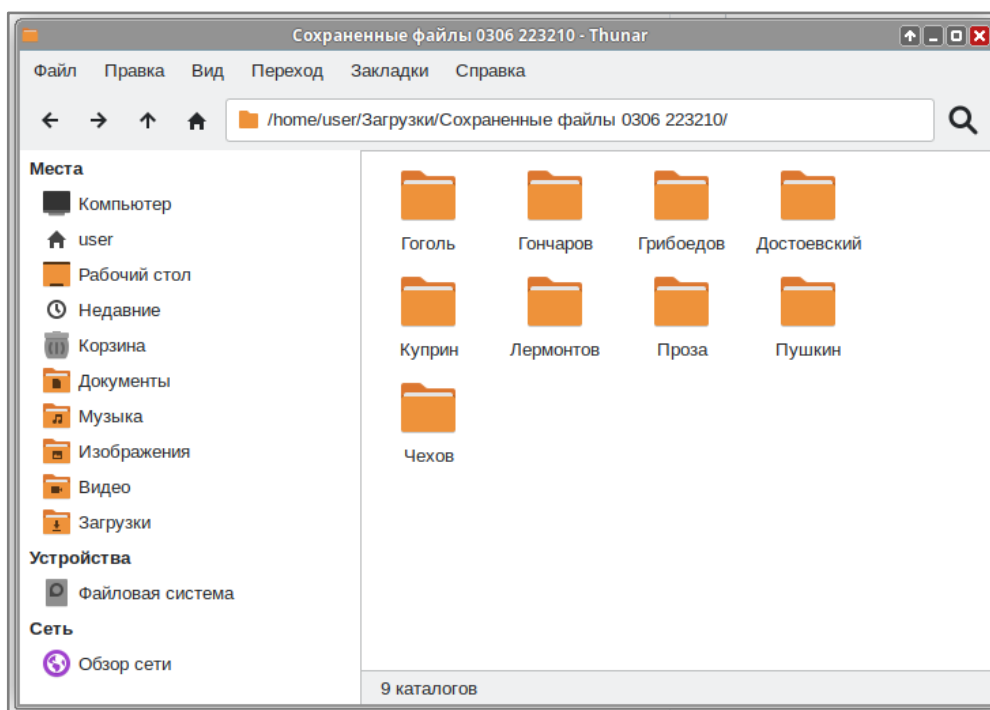 Сохраненные файлы 0306 223210 - Thunar
Файл Правка Вид Переход Закладки Справка
/home/user/Загрузки/Сохраненные файлы 0306 223210/
Места
Компьютер
user
Рабочий стол
Недавние
Корзина
Документы
Музыка
Изображения
Видео
Загрузки
Устройства
Файловая система
Сеть
Обзор сети
Гоголь Гончаров Грибоедов Достоевский
Куприн Лермонтов Проза Пушкин
Чехов
9 каталогов